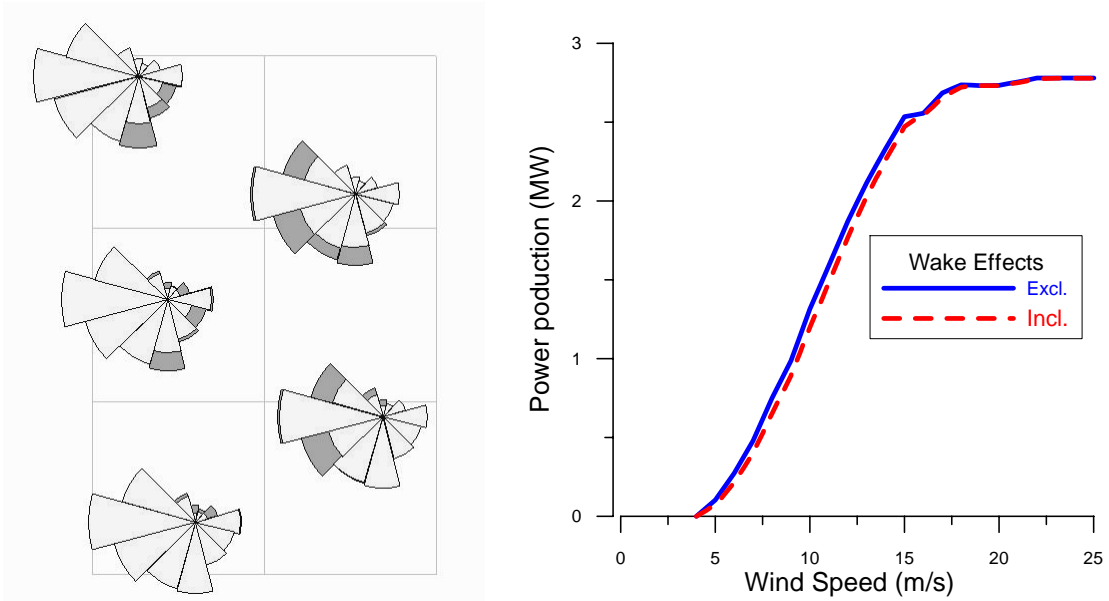 3
2
1
0
Power poduction (MW)
Wake Effects
Excl.
Incl.
0 5 10 15 20 25
Wind Speed (m/s)